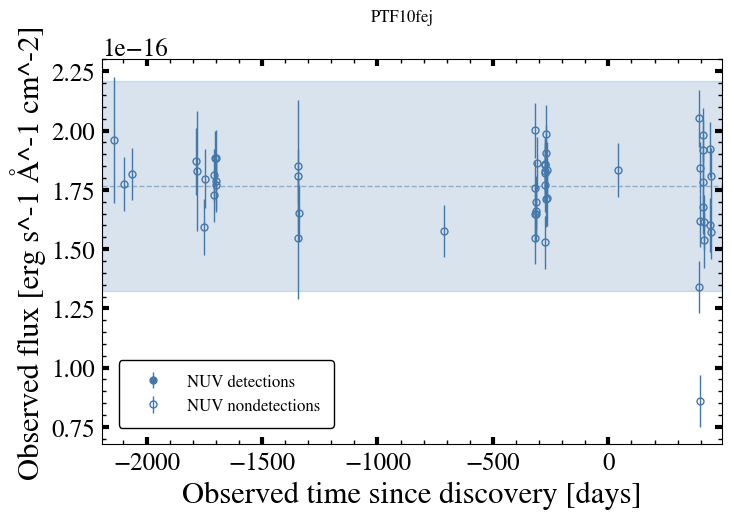 PTF10fej
1e−16
Observed flux [erg s^-1 Å^-1 cm^-2]
2.25
2.00
1.75
1.50
1.25
1.00
0.75
NUV detections
NUV nondetections
−2000 −1500 −1000 −500 0
Observed time since discovery [days]